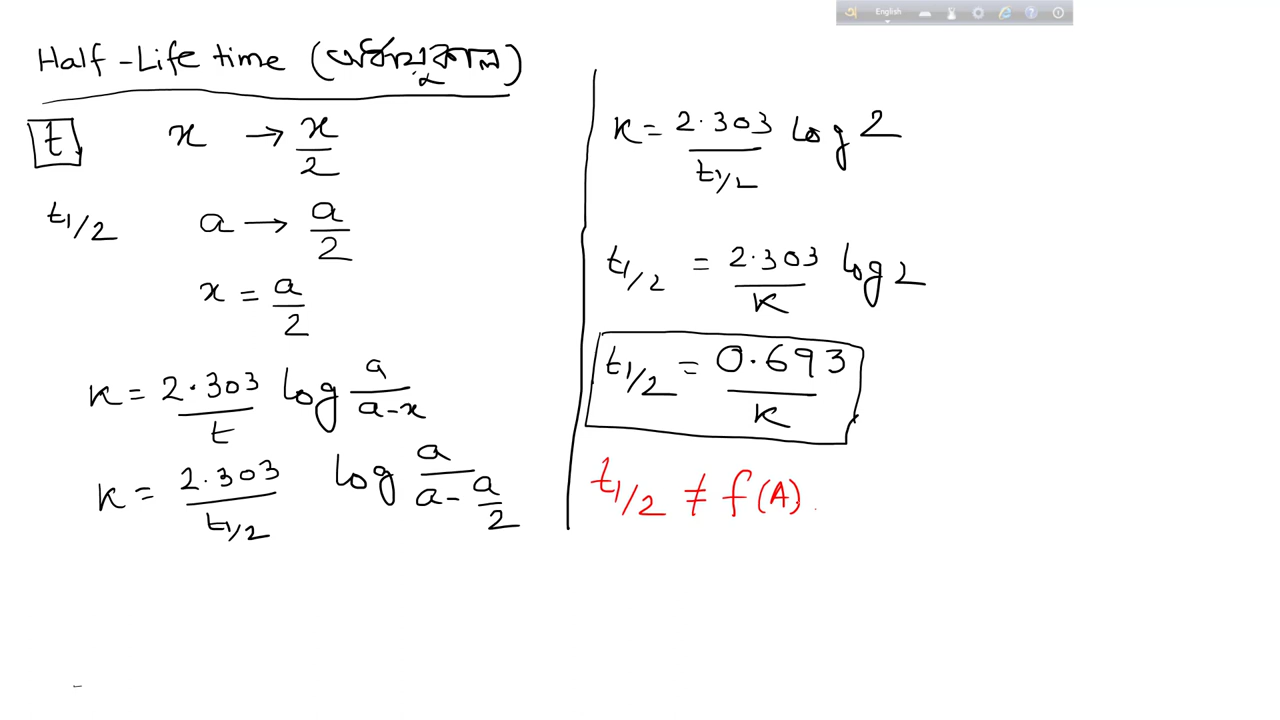 English
Half-Life time (অর্ধায়ুকাল)
t x → x/2
t1/2 a → a/2
x = a/2
K = 2.303/t log a/a-x
K = 2.303/t1/2 log a/a-a/2
K = 2.303/t1/2 log 2
t1/2 = 2.303/K log 2
t1/2 = 0.693/K
t1/2 ≠ f(A)